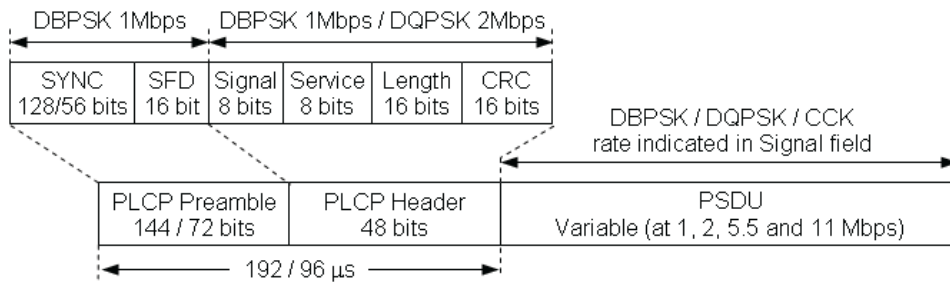 DBPSK 1Mbps
DBPSK 1Mbps / DQPSK 2Mbps
SYNC
128/56 bits
SFD
16 bit
Signal
8 bits
Service
8 bits
Length
16 bits
CRC
16 bits
DBPSK / DQPSK / CCK
rate indicated in Signal field
PLCP Preamble
144 / 72 bits
PLCP Header
48 bits
PSDU
Variable (at 1, 2, 5.5 and 11 Mbps)
192 / 96 μs